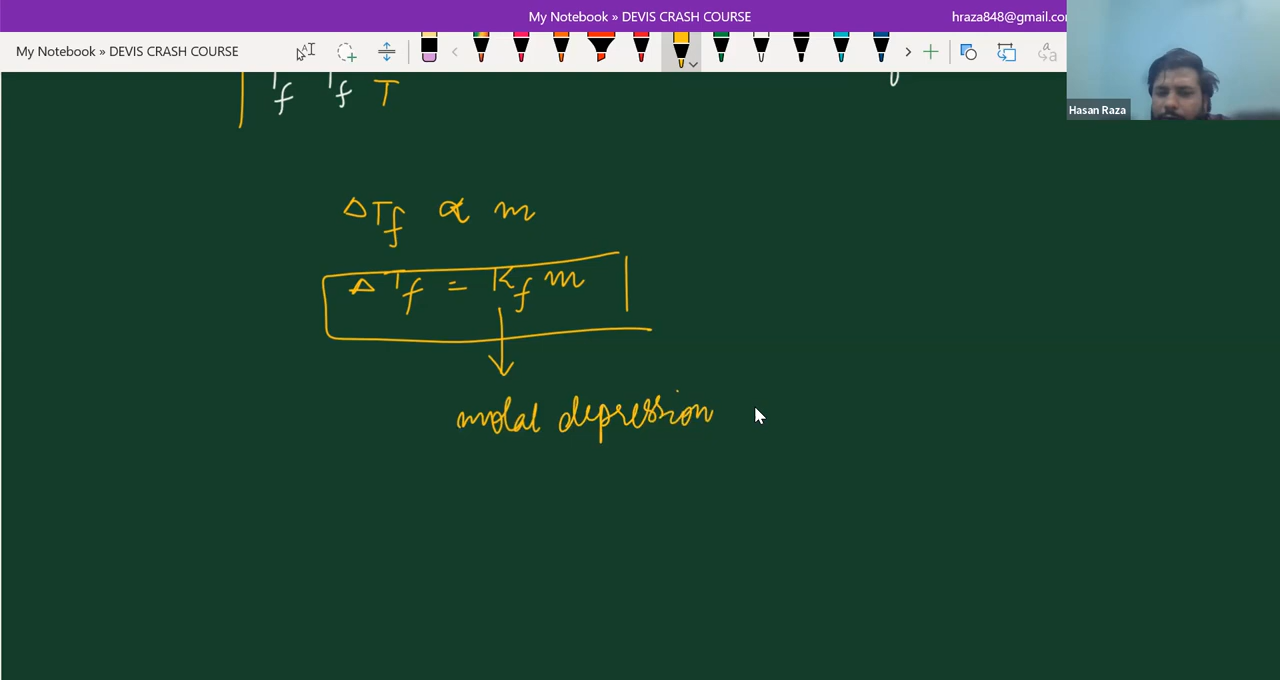 My Notebook » DEVIS CRASH COURSE
hraza848@gmail.co
My Notebook » DEVIS CRASH COURSE
Hasan Raza
f f T
ΔTf ∝ m
ΔTf = Kf m
molal depression